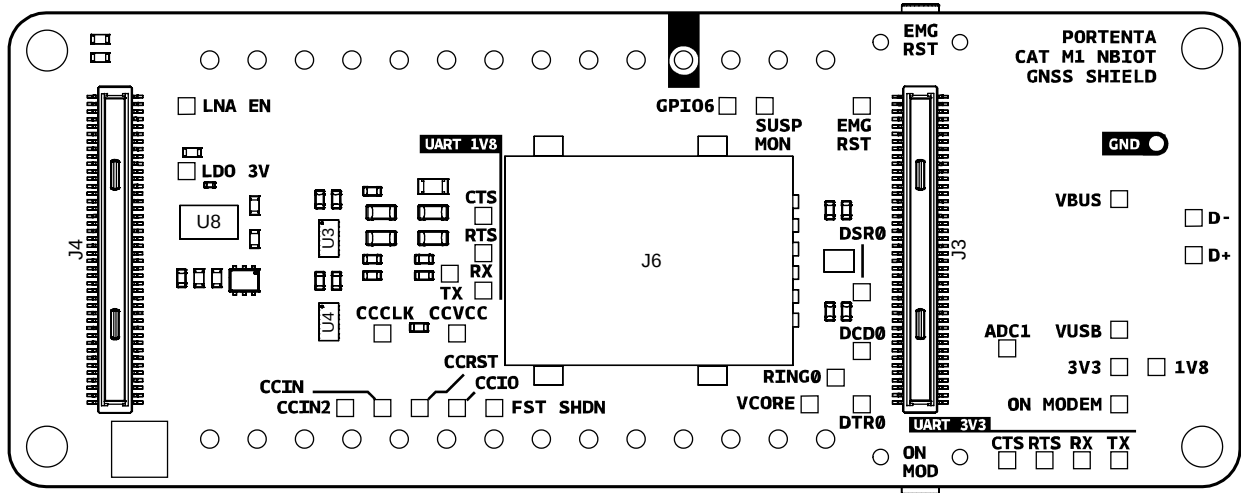 EMG
RST
PORTENTA
CAT M1 NBIOT
GNSS SHIELD
LNA EN
GPIO6
SUSP
MON
EMG
RST
UART 1V8
GND
LDO 3V
CTS
VBUS
U8
U3
RTS
DSR0
D-
J4
J6
J3
D+
RX
TX
CCCLK
CCVCC
U4
DCD0
ADC1
VUSB
CCRST
CCIO
RING0
3V3
1V8
CCIN
CCIN2
FST SHDN
VCORE
DTR0
ON MODEM
UART 3V3
CTS RTS RX TX
ON
MOD